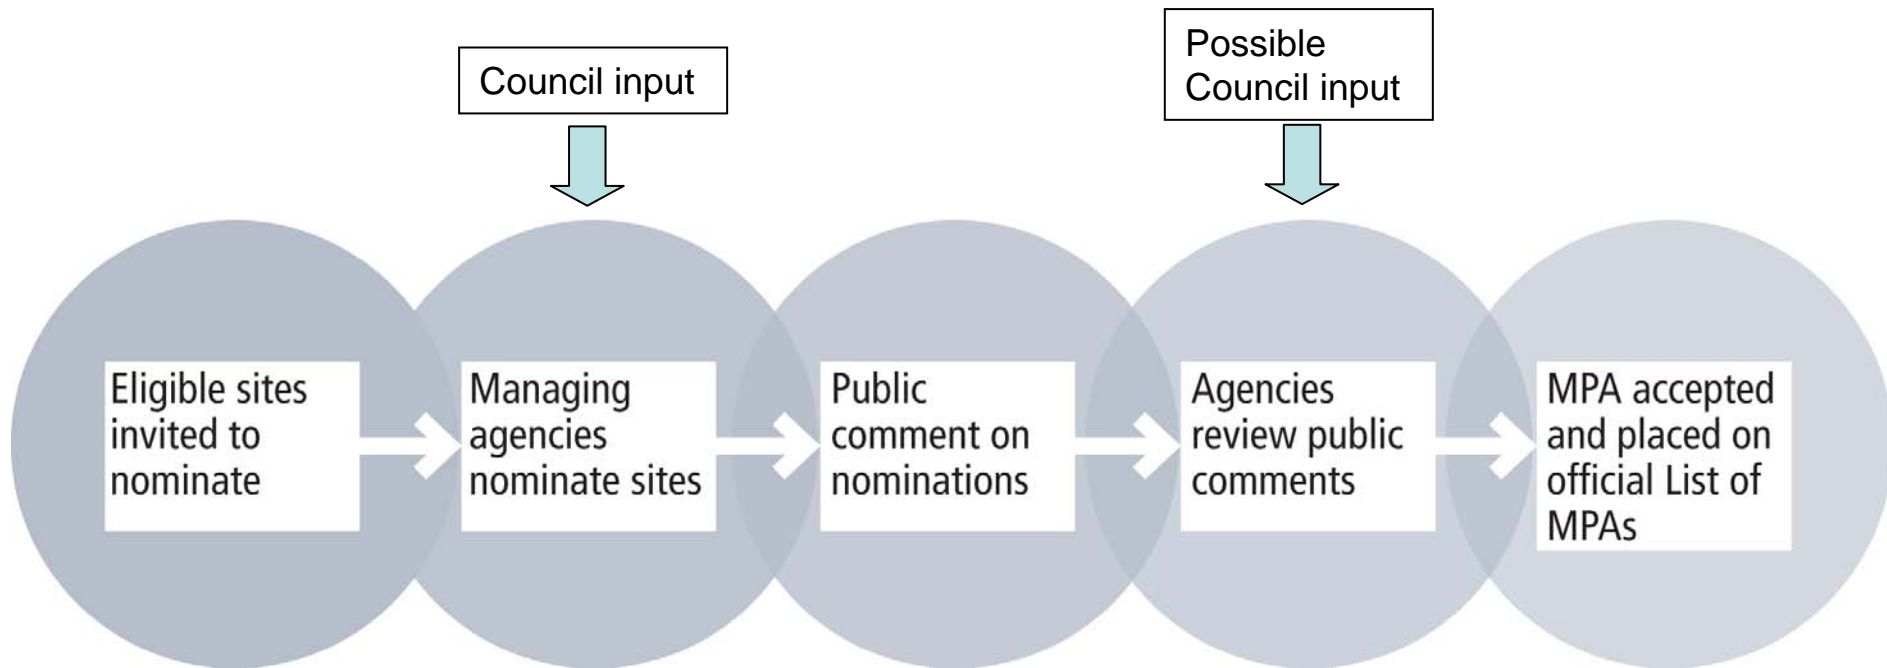 Council input
Possible
Council input
Eligible sites
invited to
nominate
Managing
agencies
nominate sites
Public
comment on
nominations
Agencies
review public
comments
MPA accepted
and placed on
official List of
MPAs